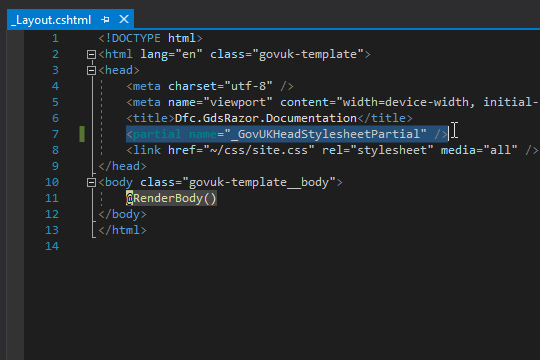 _Layout.cshtml
1 <!DOCTYPE html>
2 <html lang="en" class="govuk-template">
3 <head>
4 <meta charset="utf-8" />
5 <meta name="viewport" content="width=device-width, initial-
6 <title>Dfc.GdsRazor.Documentation</title>
7 <partial name="_GovUKHeadStylesheetPartial" />
8 <link href="~/css/site.css" rel="stylesheet" media="all" />
9 </head>
10 <body class="govuk-template__body">
11 @RenderBody()
12 </body>
13 </html>
14